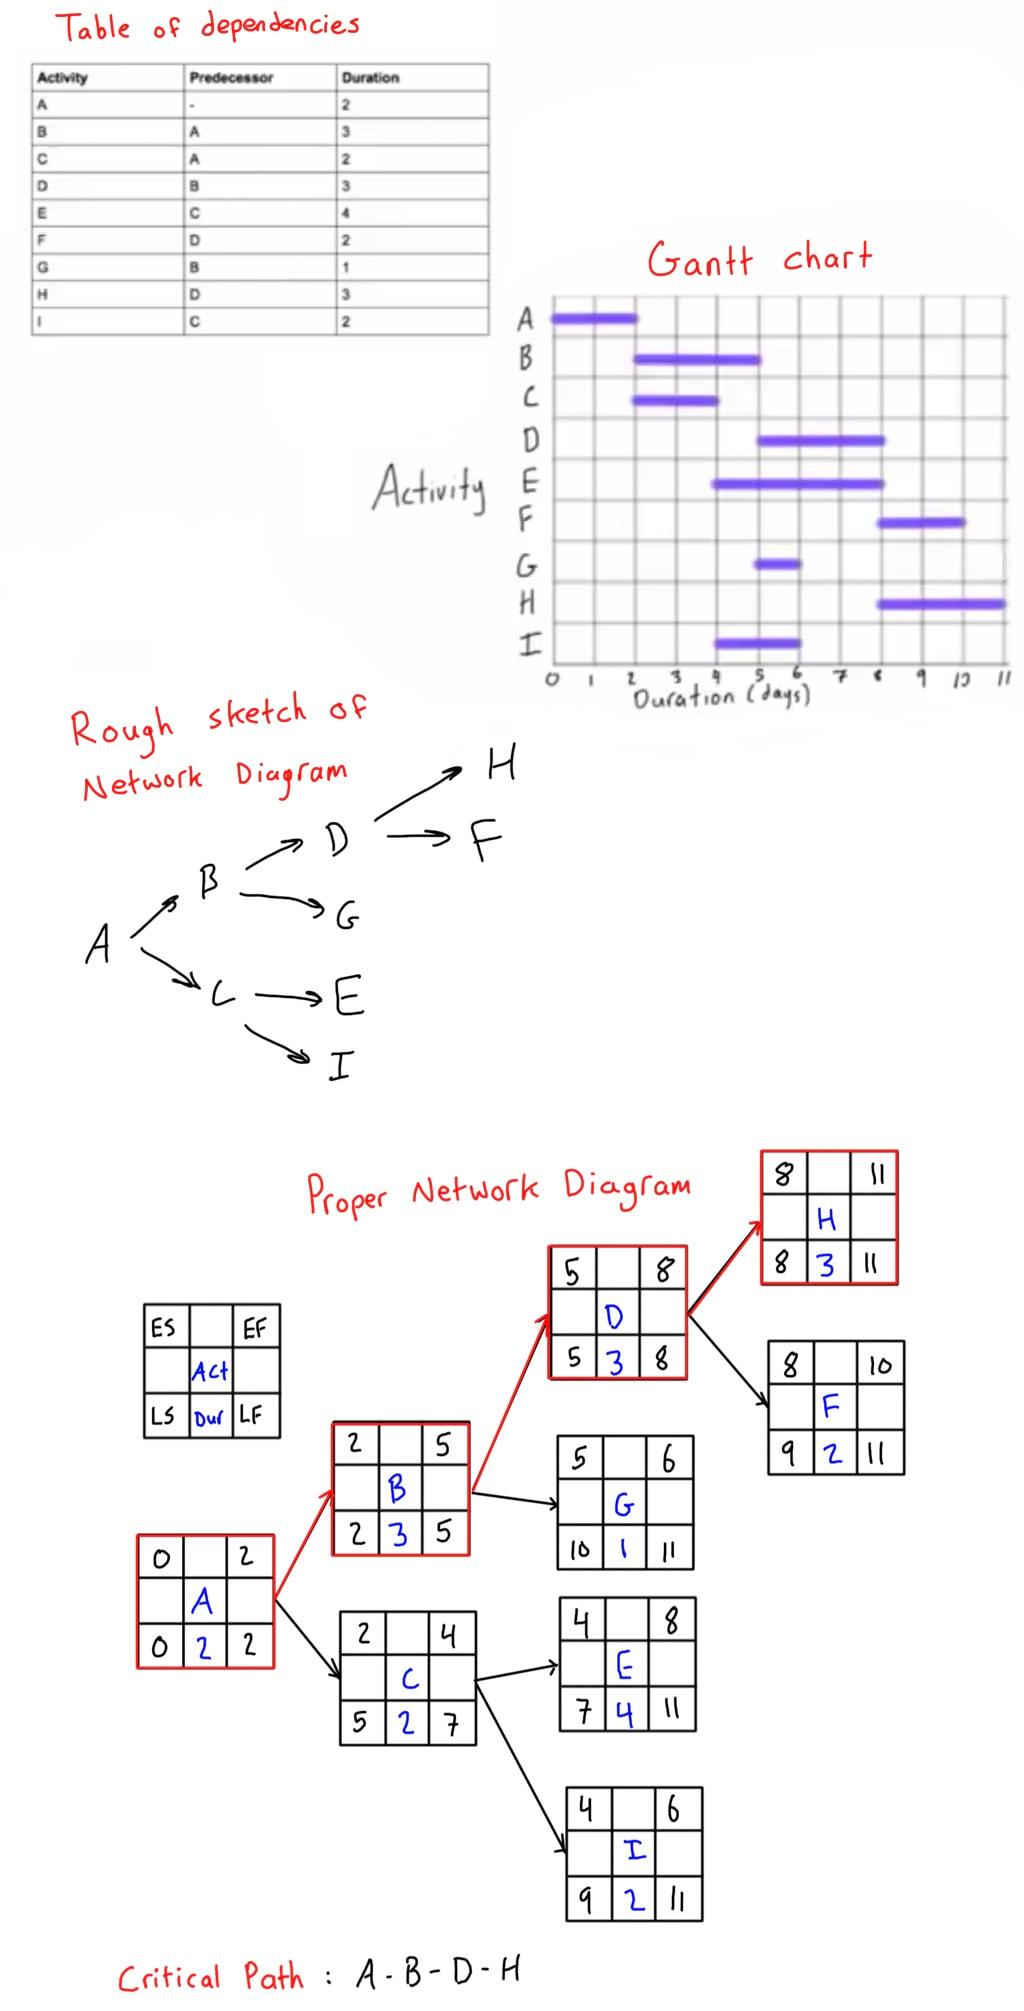 Table of dependencies
Activity Predecessor Duration
A - 2
B A 3
C A 2
D B 3
E C 4
F D 2
G B 1
H D 3
I C 2
Gantt chart
A
B
C
D
Activity
E
F
G
H
I
0 1 2 3 4 5 6 7 8 9 10 11
Duration (days)
Rough sketch of
Network Diagram
H
D
F
B
G
A
C
E
I
Proper Network Diagram
8 11
H
8 3 11
5 8
D
5 3 8
ES EF
Act
LS Dur LF
8 10
F
9 2 11
2 5
B
2 3 5
5 6
G
10 1 11
0 2
A
0 2 2
2 4
C
5 2 7
4 8
E
7 4 11
4 6
I
9 2 11
Critical Path : A - B - D - H